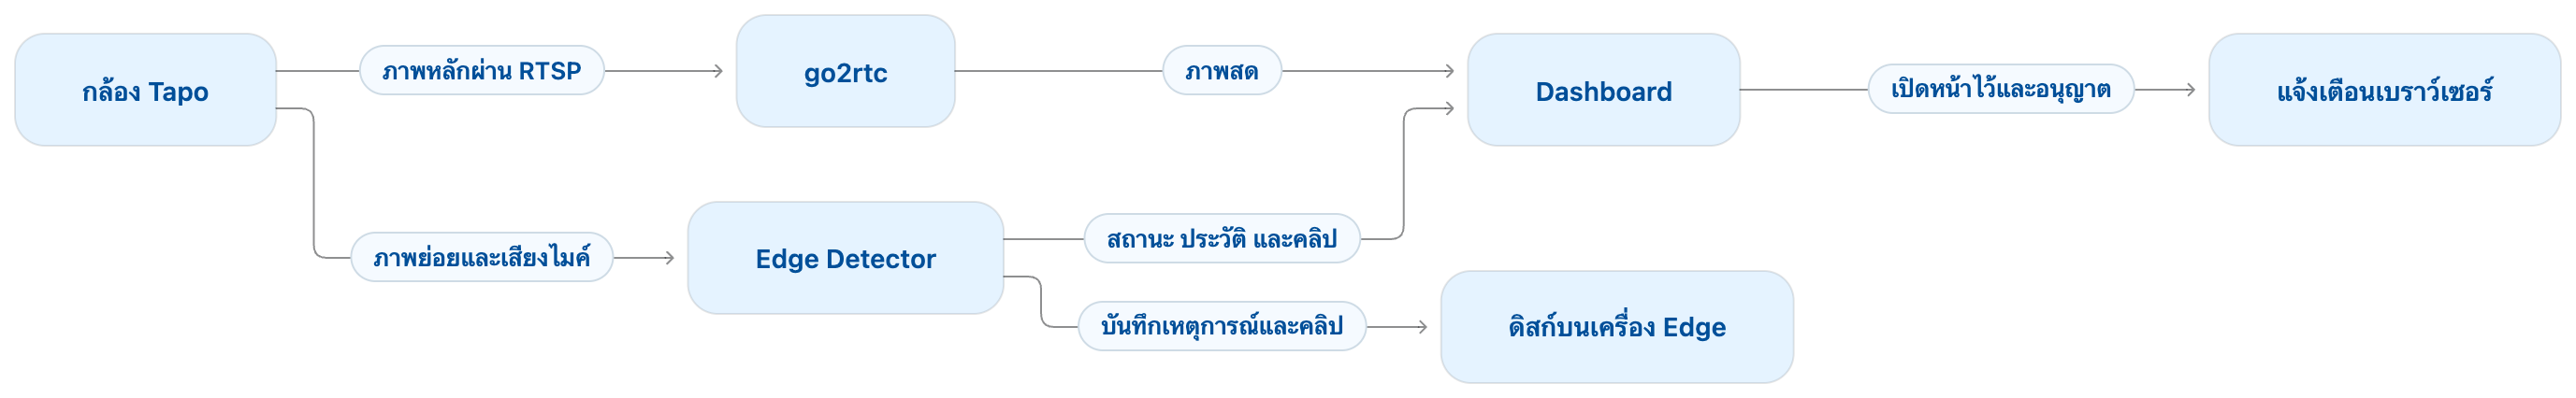 กล้อง Tapo
ภาพหลักผ่าน RTSP
go2rtc
ภาพสด
Dashboard
เปิดหน้าไว้และอนุญาต
แจ้งเตือนเบราว์เซอร์
ภาพย่อยและเสียงไมค์
Edge Detector
สถานะ ประวัติ และคลิป
บันทึกเหตุการณ์และคลิป
ดิสก์บนเครื่อง Edge